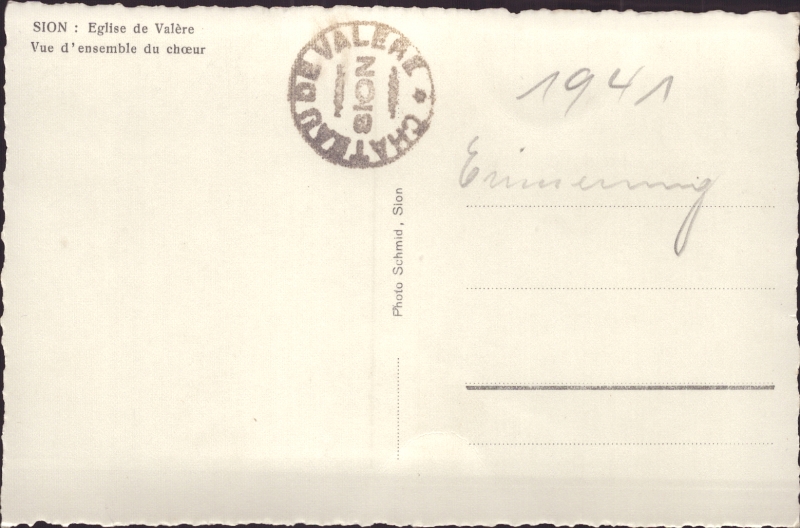 SION : Eglise de Valère
Vue d'ensemble du chœur
CHATEAU DE VALERE *
SION
1941
Erinnerung
Photo Schmid, Sion